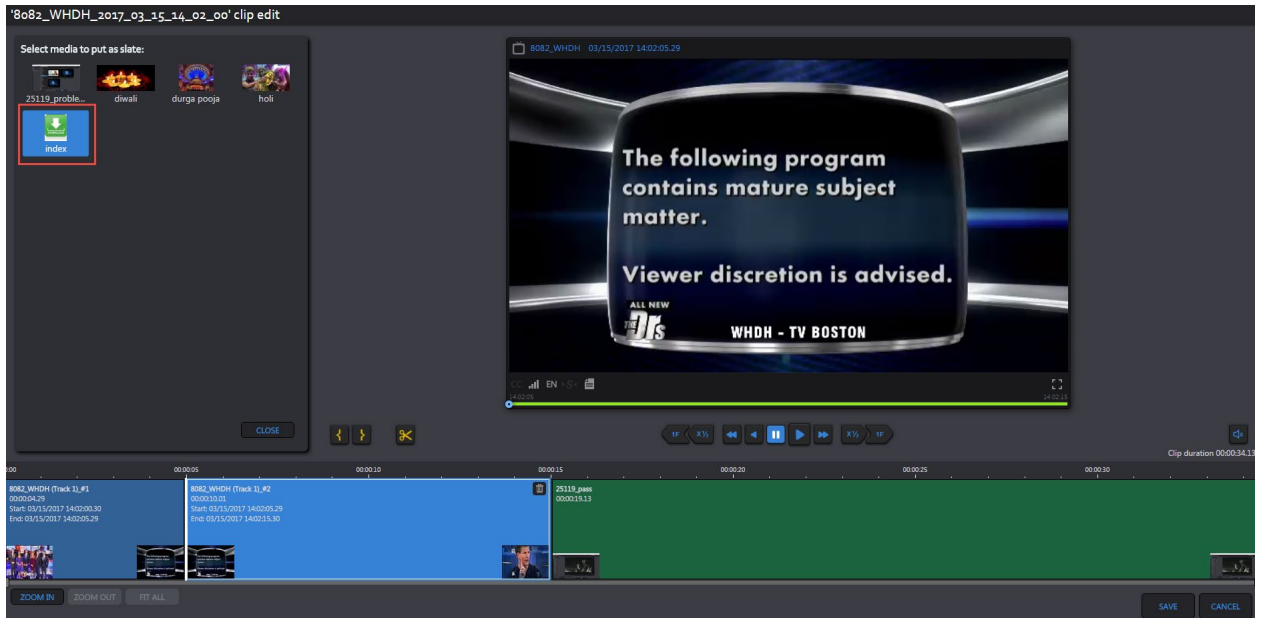 '8082_WHDH_2017_03_15_14_02_00' clip edit
Select media to put as slate:
25119_proble...
diwali
durga pooja
holi
index
CLOSE
8082_WHDH 03/15/2017 14:02:05.29
The following program
contains mature subject
matter.
Viewer discretion is advised.
ALL NEW
THE Drs
WHDH - TV BOSTON
CC
EN
14:02:05
14:02:15
1F
X½
X½
1F
Clip duration 00:00:34.13
00:00:05
00:00:10
00:00:15
00:00:20
00:00:25
00:00:30
8082_WHDH (Track 1)_#1
00:00:04.29
Start: 03/15/2017 14:02:00.30
End: 03/15/2017 14:02:05.29
8082_WHDH (Track 1)_#2
00:00:10.01
Start: 03/15/2017 14:02:05.29
End: 03/15/2017 14:02:15.30
25119_pass
00:00:19.13
ZOOM IN
ZOOM OUT
FIT ALL
SAVE
CANCEL